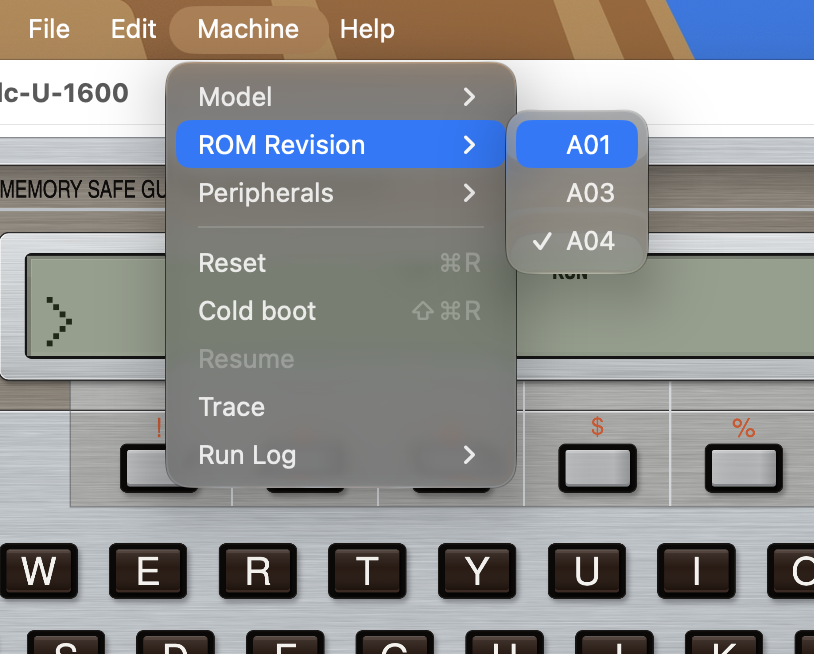 File Edit Machine Help
lc-U-1600
Model
ROM Revision
A01
Peripherals
A03
A04
MEMORY SAFE GU
Reset ⌘R
RUN
Cold boot ⇧⌘R
>
Resume
Trace
! $ %
Run Log
W E R T Y U I O
S D F G H J K